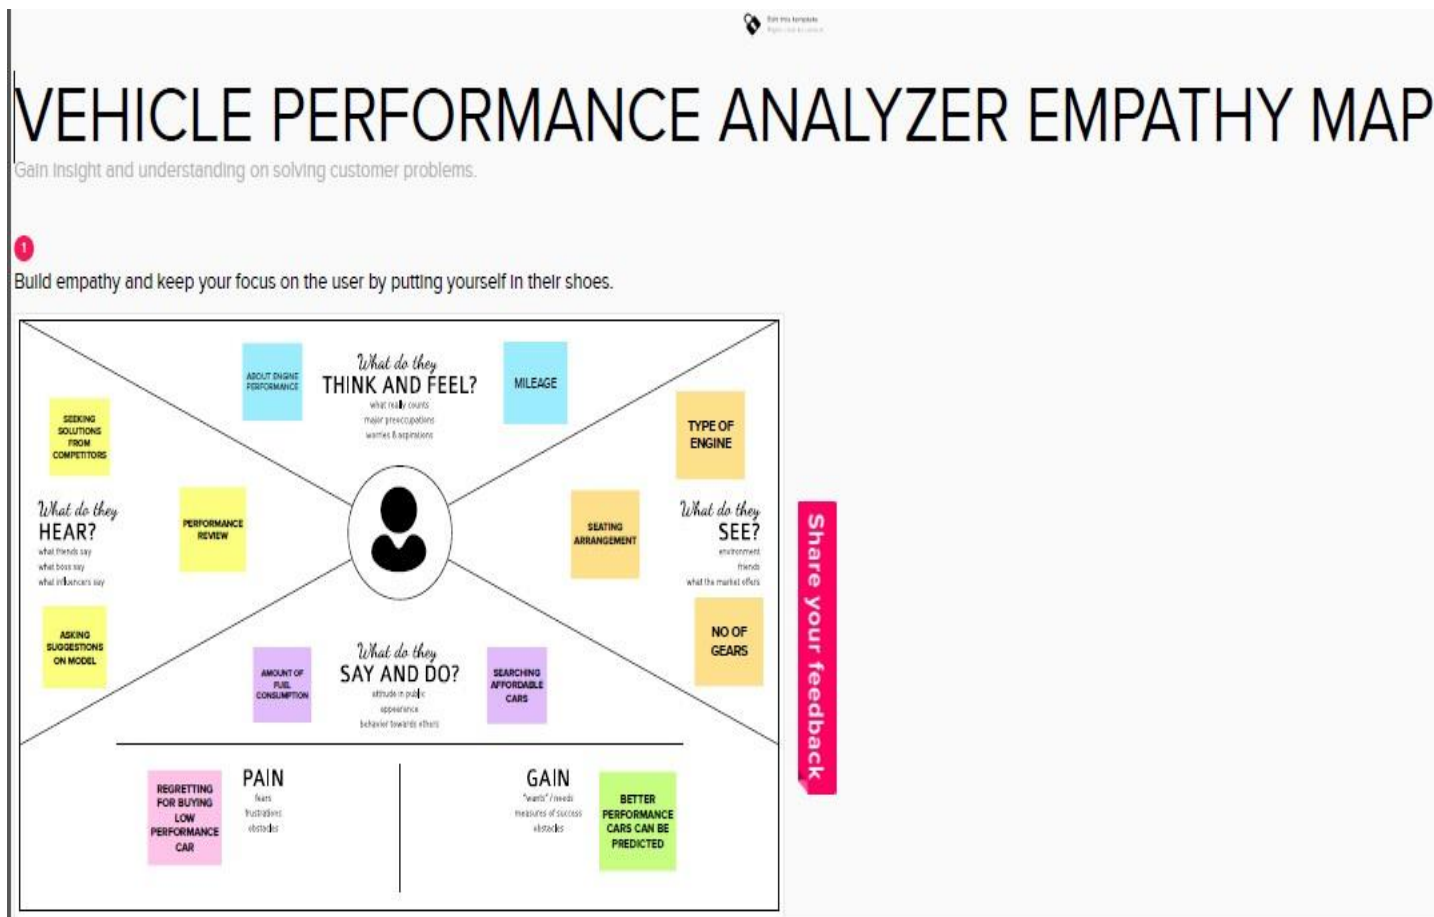 Edit this template
VEHICLE PERFORMANCE ANALYZER EMPATHY MAP
Gain insight and understanding on solving customer problems.
1
Build empathy and keep your focus on the user by putting yourself in their shoes.
What do they
THINK AND FEEL?
what really counts
major preoccupations
worries & aspirations
ABOUT ENGINE
PERFORMANCE
MILEAGE
SEEKING
SOLUTIONS
FROM
COMPETITORS
What do they
HEAR?
what friends say
what boss say
what influencers say
PERFORMANCE
REVIEW
ASKING
SUGGESTIONS
ON MODEL
TYPE OF
ENGINE
SEATING
ARRANGEMENT
What do they
SEE?
environment
friends
what the market offers
NO OF
GEARS
What do they
SAY AND DO?
attitude in public
appearance
behavior towards others
AMOUNT OF
FUEL
CONSUMPTION
SEARCHING
AFFORDABLE
CARS
REGRETTING
FOR BUYING
LOW
PERFORMANCE
CAR
PAIN
fears
frustrations
obstacles
GAIN
"wants" / needs
measures of success
obstacles
BETTER
PERFORMANCE
CARS CAN BE
PREDICTED
Share your feedback